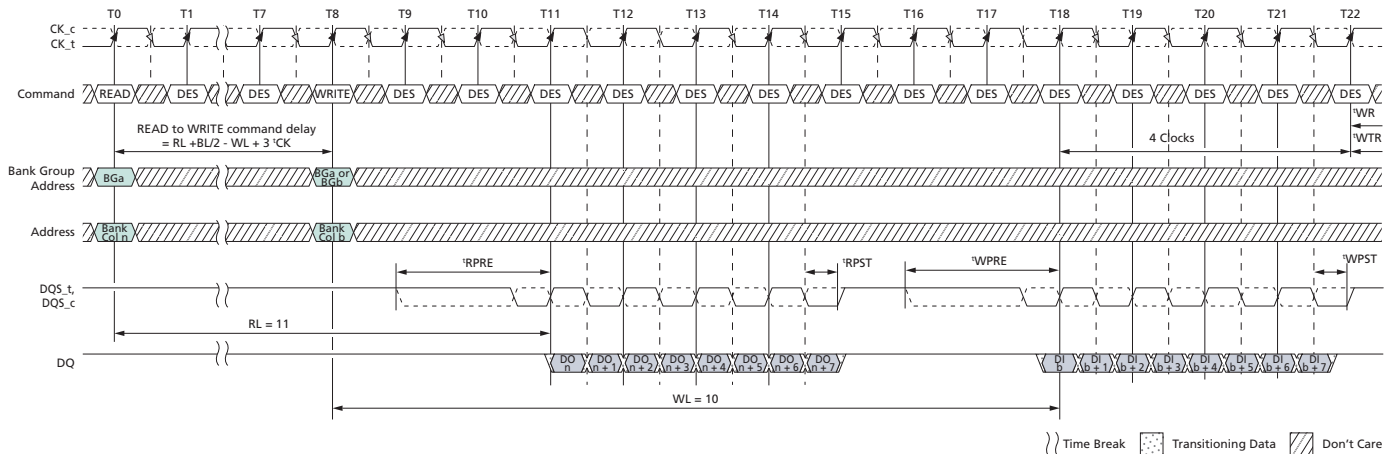 T0 T1 T7 T8 T9 T10 T11 T12 T13 T14 T15 T16 T17 T18 T19 T20 T21 T22
CK_c
CK_t
Command READ DES DES WRITE DES DES DES DES DES DES DES DES DES DES DES DES DES DES
tWR
READ to WRITE command delay
= RL +BL/2 - WL + 3 tCK
4 Clocks
tWTR
Bank Group
Address
BGa
BGa or
BGb
Address
Bank
Col n
Bank
Col b
tRPRE tRPST tWPRE tWPST
DQS_t,
DQS_c
RL = 11
DQ
DO
n
DO
n + 1
DO
n + 2
DO
n + 3
DO
n + 4
DO
n + 5
DO
n + 6
DO
n + 7
DI
b
DI
b + 1
DI
b + 2
DI
b + 3
DI
b + 4
DI
b + 5
DI
b + 6
DI
b + 7
WL = 10
Time Break Transitioning Data Don't Care